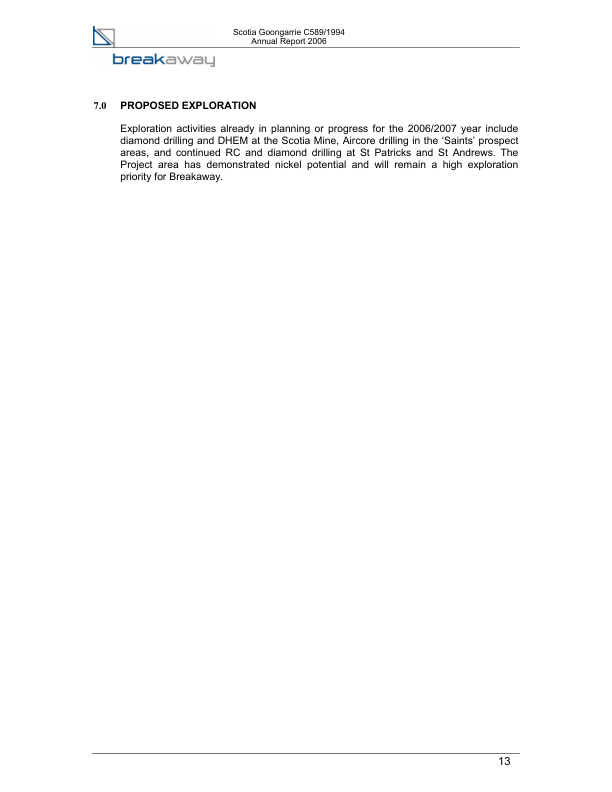 Scotia Goongarrie C589/1994
Annual Report 2006
breakaway
7.0 PROPOSED EXPLORATION
Exploration activities already in planning or progress for the 2006/2007 year include
diamond drilling and DHEM at the Scotia Mine, Aircore drilling in the ‘Saints’ prospect
areas, and continued RC and diamond drilling at St Patricks and St Andrews. The
Project area has demonstrated nickel potential and will remain a high exploration
priority for Breakaway.
13